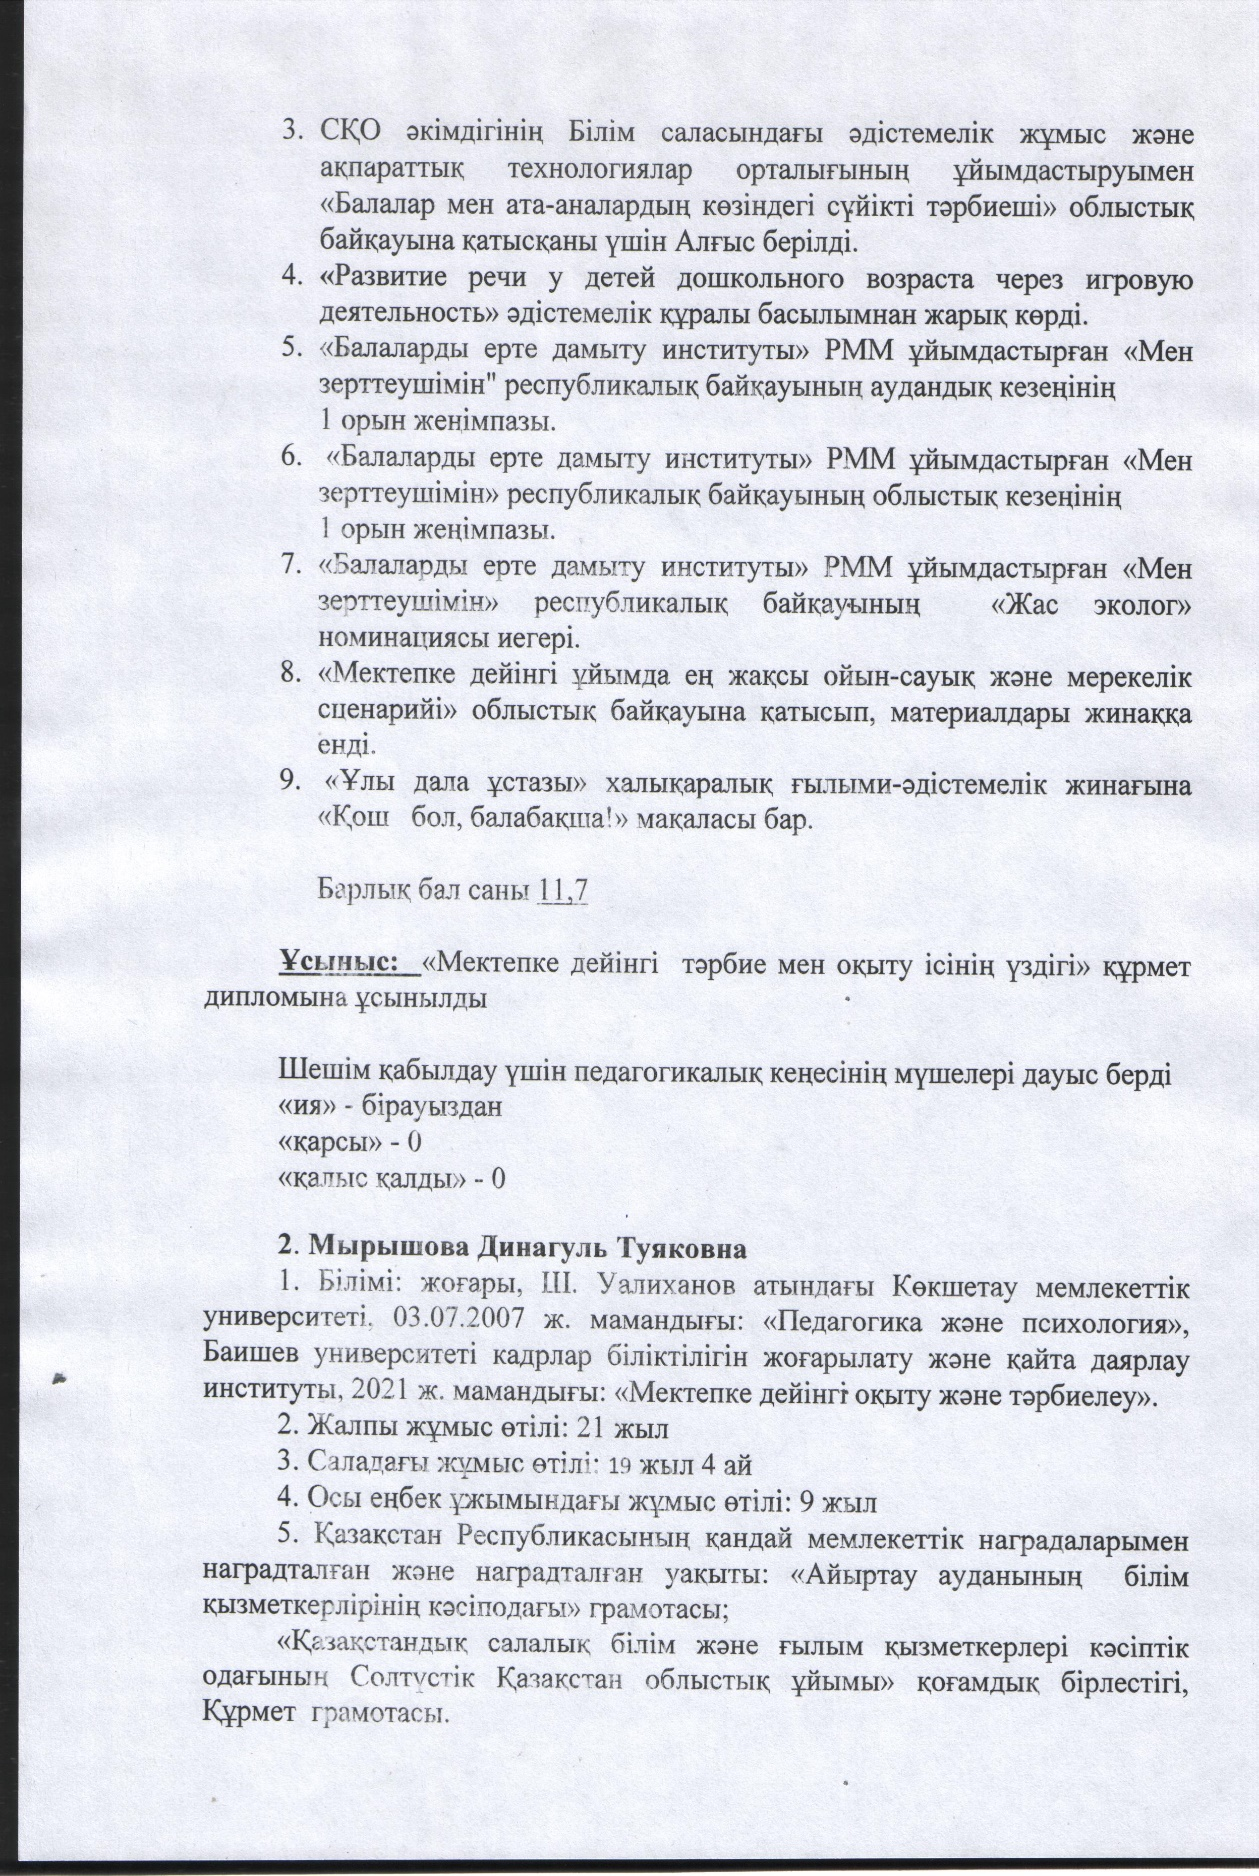 3. СҚО әкімдігінің Білім саласындағы әдістемелік жұмыс және
ақпараттық технологиялар орталығының ұйымдастыруымен
«Балалар мен ата-аналардың көзіндегі сүйікті тәрбиеші» облыстық
байқауына қатысқаны үшін Алғыс берілді.
4. «Развитие речи у детей дошкольного возраста через игровую
деятельность» әдістемелік құралы басылымнан жарық көрді.
5. «Балаларды ерте дамыту институты» РММ ұйымдастырған «Мен
зерттеушімін" республикалық байқауының аудандық кезеңінің
1 орын жеңімпазы.
6. «Балаларды ерте дамыту институты» РММ ұйымдастырған «Мен
зерттеушімін» республикалық байқауының облыстық кезеңінің
1 орын жеңімпазы.
7. «Балаларды ерте дамыту институты» РММ ұйымдастырған «Мен
зерттеушімін» республикалық байқауының «Жас эколог»
номинациясы иегері.
8. «Мектепке дейінгі ұйымда ең жақсы ойын-сауық және мерекелік
сценарийі» облыстық байқауына қатысып, материалдары жинаққа
енді.
9. «Ұлы дала ұстазы» халықаралық ғылыми-әдістемелік жинағына
«Қош бол, балабақша!» мақаласы бар.
Барлық бал саны 11,7
Ұсыныс: «Мектепке дейінгі тәрбие мен оқыту ісінің үздігі» құрмет
дипломына ұсынылды
Шешім қабылдау үшін педагогикалық кеңесінің мүшелері дауыс берді
«ия» - бірауыздан
«қарсы» - 0
«қалыс қалды» - 0
2. Мырышова Динагуль Туяковна
1. Білімі: жоғары, Ш. Уалиханов атындағы Көкшетау мемлекеттік
университеті, 03.07.2007 ж. мамандығы: «Педагогика және психология»,
Баишев университеті кадрлар біліктілігін жоғарылату және қайта даярлау
институты, 2021 ж. мамандығы: «Мектепке дейінгі оқыту және тәрбиелеу».
2. Жалпы жұмыс өтілі: 21 жыл
3. Саладағы жұмыс өтілі: 19 жыл 4 ай
4. Осы еңбек ұжымындағы жұмыс өтілі: 9 жыл
5. Қазақстан Республикасының қандай мемлекеттік наградаларымен
наградталған және наградталған уақыты: «Айыртау ауданының білім
қызметкерлірінің кәсіподағы» грамотасы;
«Қазақстандық салалық білім және ғылым қызметкерлері кәсіптік
одағының Солтүстік Қазақстан облыстық ұйымы» қоғамдық бірлестігі,
Құрмет грамотасы.